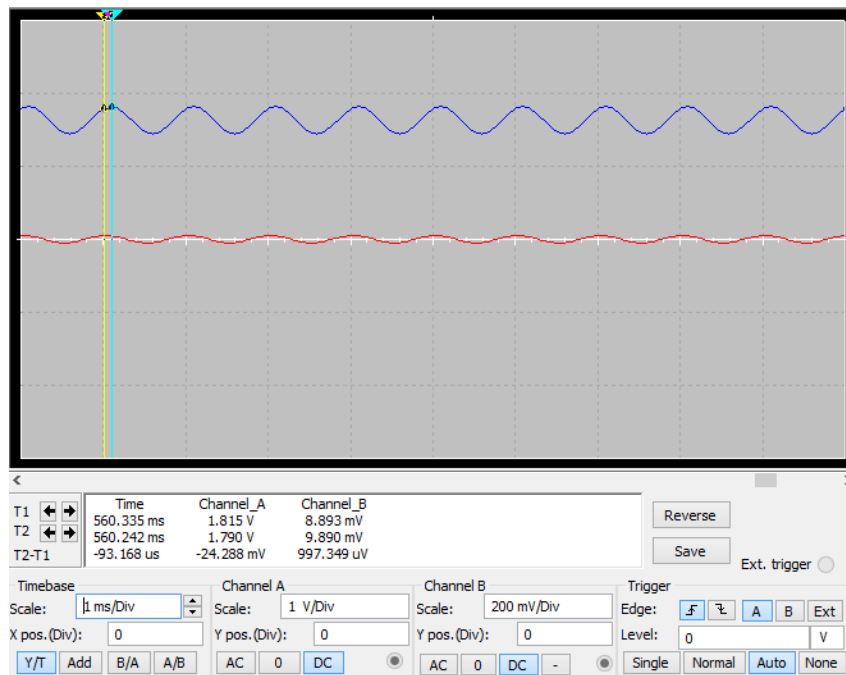 Time Channel_A Channel_B
T1 560.335 ms 1.815 V 8.893 mV
T2 560.242 ms 1.790 V 9.890 mV
T2-T1 -93.168 us -24.288 mV 997.349 uV
Reverse
Save
Ext. trigger
Timebase
Scale: 1 ms/Div
X pos.(Div): 0
Y/T Add B/A A/B
Channel A
Scale: 1 V/Div
Y pos.(Div): 0
AC 0 DC
Channel B
Scale: 200 mV/Div
Y pos.(Div): 0
AC 0 DC -
Trigger
Edge: A B Ext
Level: 0 V
Single Normal Auto None